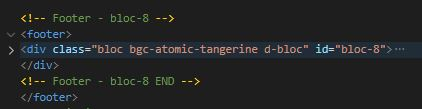 <!-- Footer - bloc-8 -->
<footer>
<div class="bloc bgc-atomic-tangerine d-bloc" id="bloc-8">…
</div>
<!-- Footer - bloc-8 END -->
</footer>